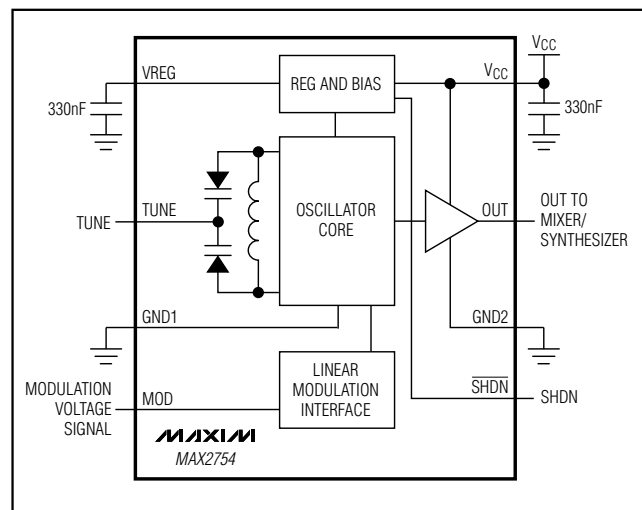 VCC
VREG
REG AND BIAS
VCC
330nF
330nF
OSCILLATOR
CORE
TUNE
TUNE
OUT
OUT TO
MIXER/
SYNTHESIZER
GND1
GND2
LINEAR
MODULATION
INTERFACE
MODULATION
VOLTAGE
SIGNAL
MOD
SHDN
SHDN
MAXIM
MAX2754